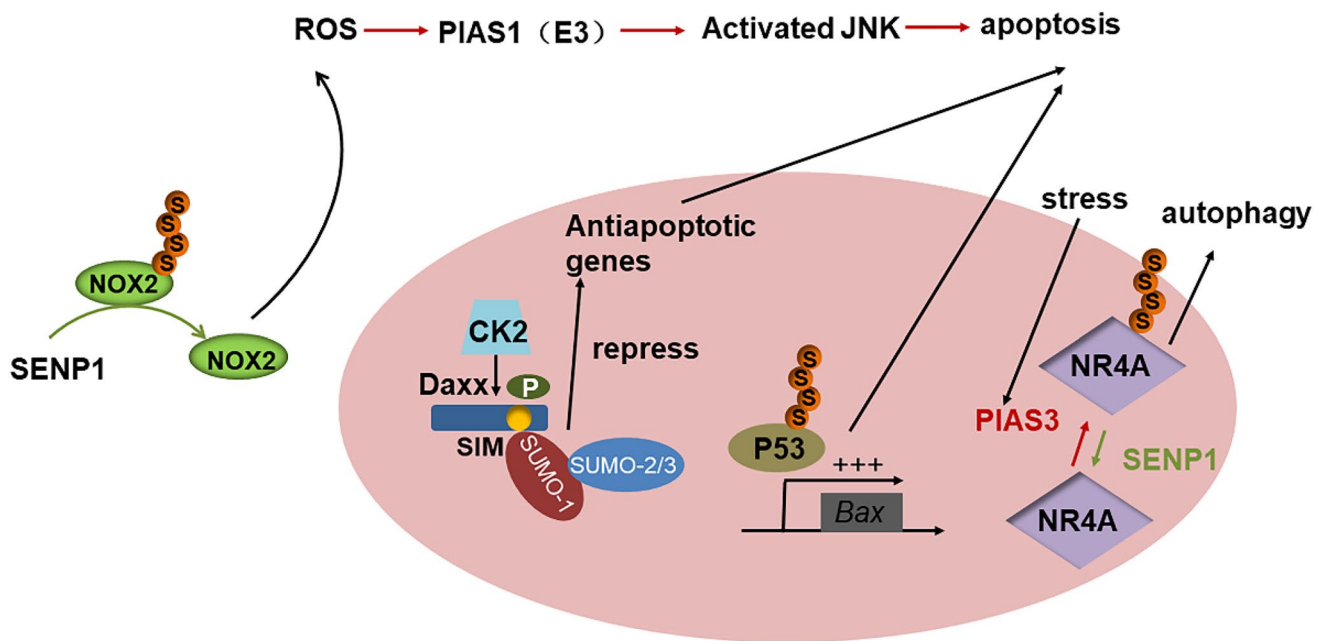 ROS PIAS1（E3） Activated JNK apoptosis
S
S
S
S
NOX2
SENP1
NOX2
Antiapoptotic
genes
repress
CK2
Daxx P
SIM
SUMO-1
SUMO-2/3
S
S
S
S
P53
+++
Bax
stress
autophagy
S
S
S
S
NR4A
PIAS3
SENP1
NR4A